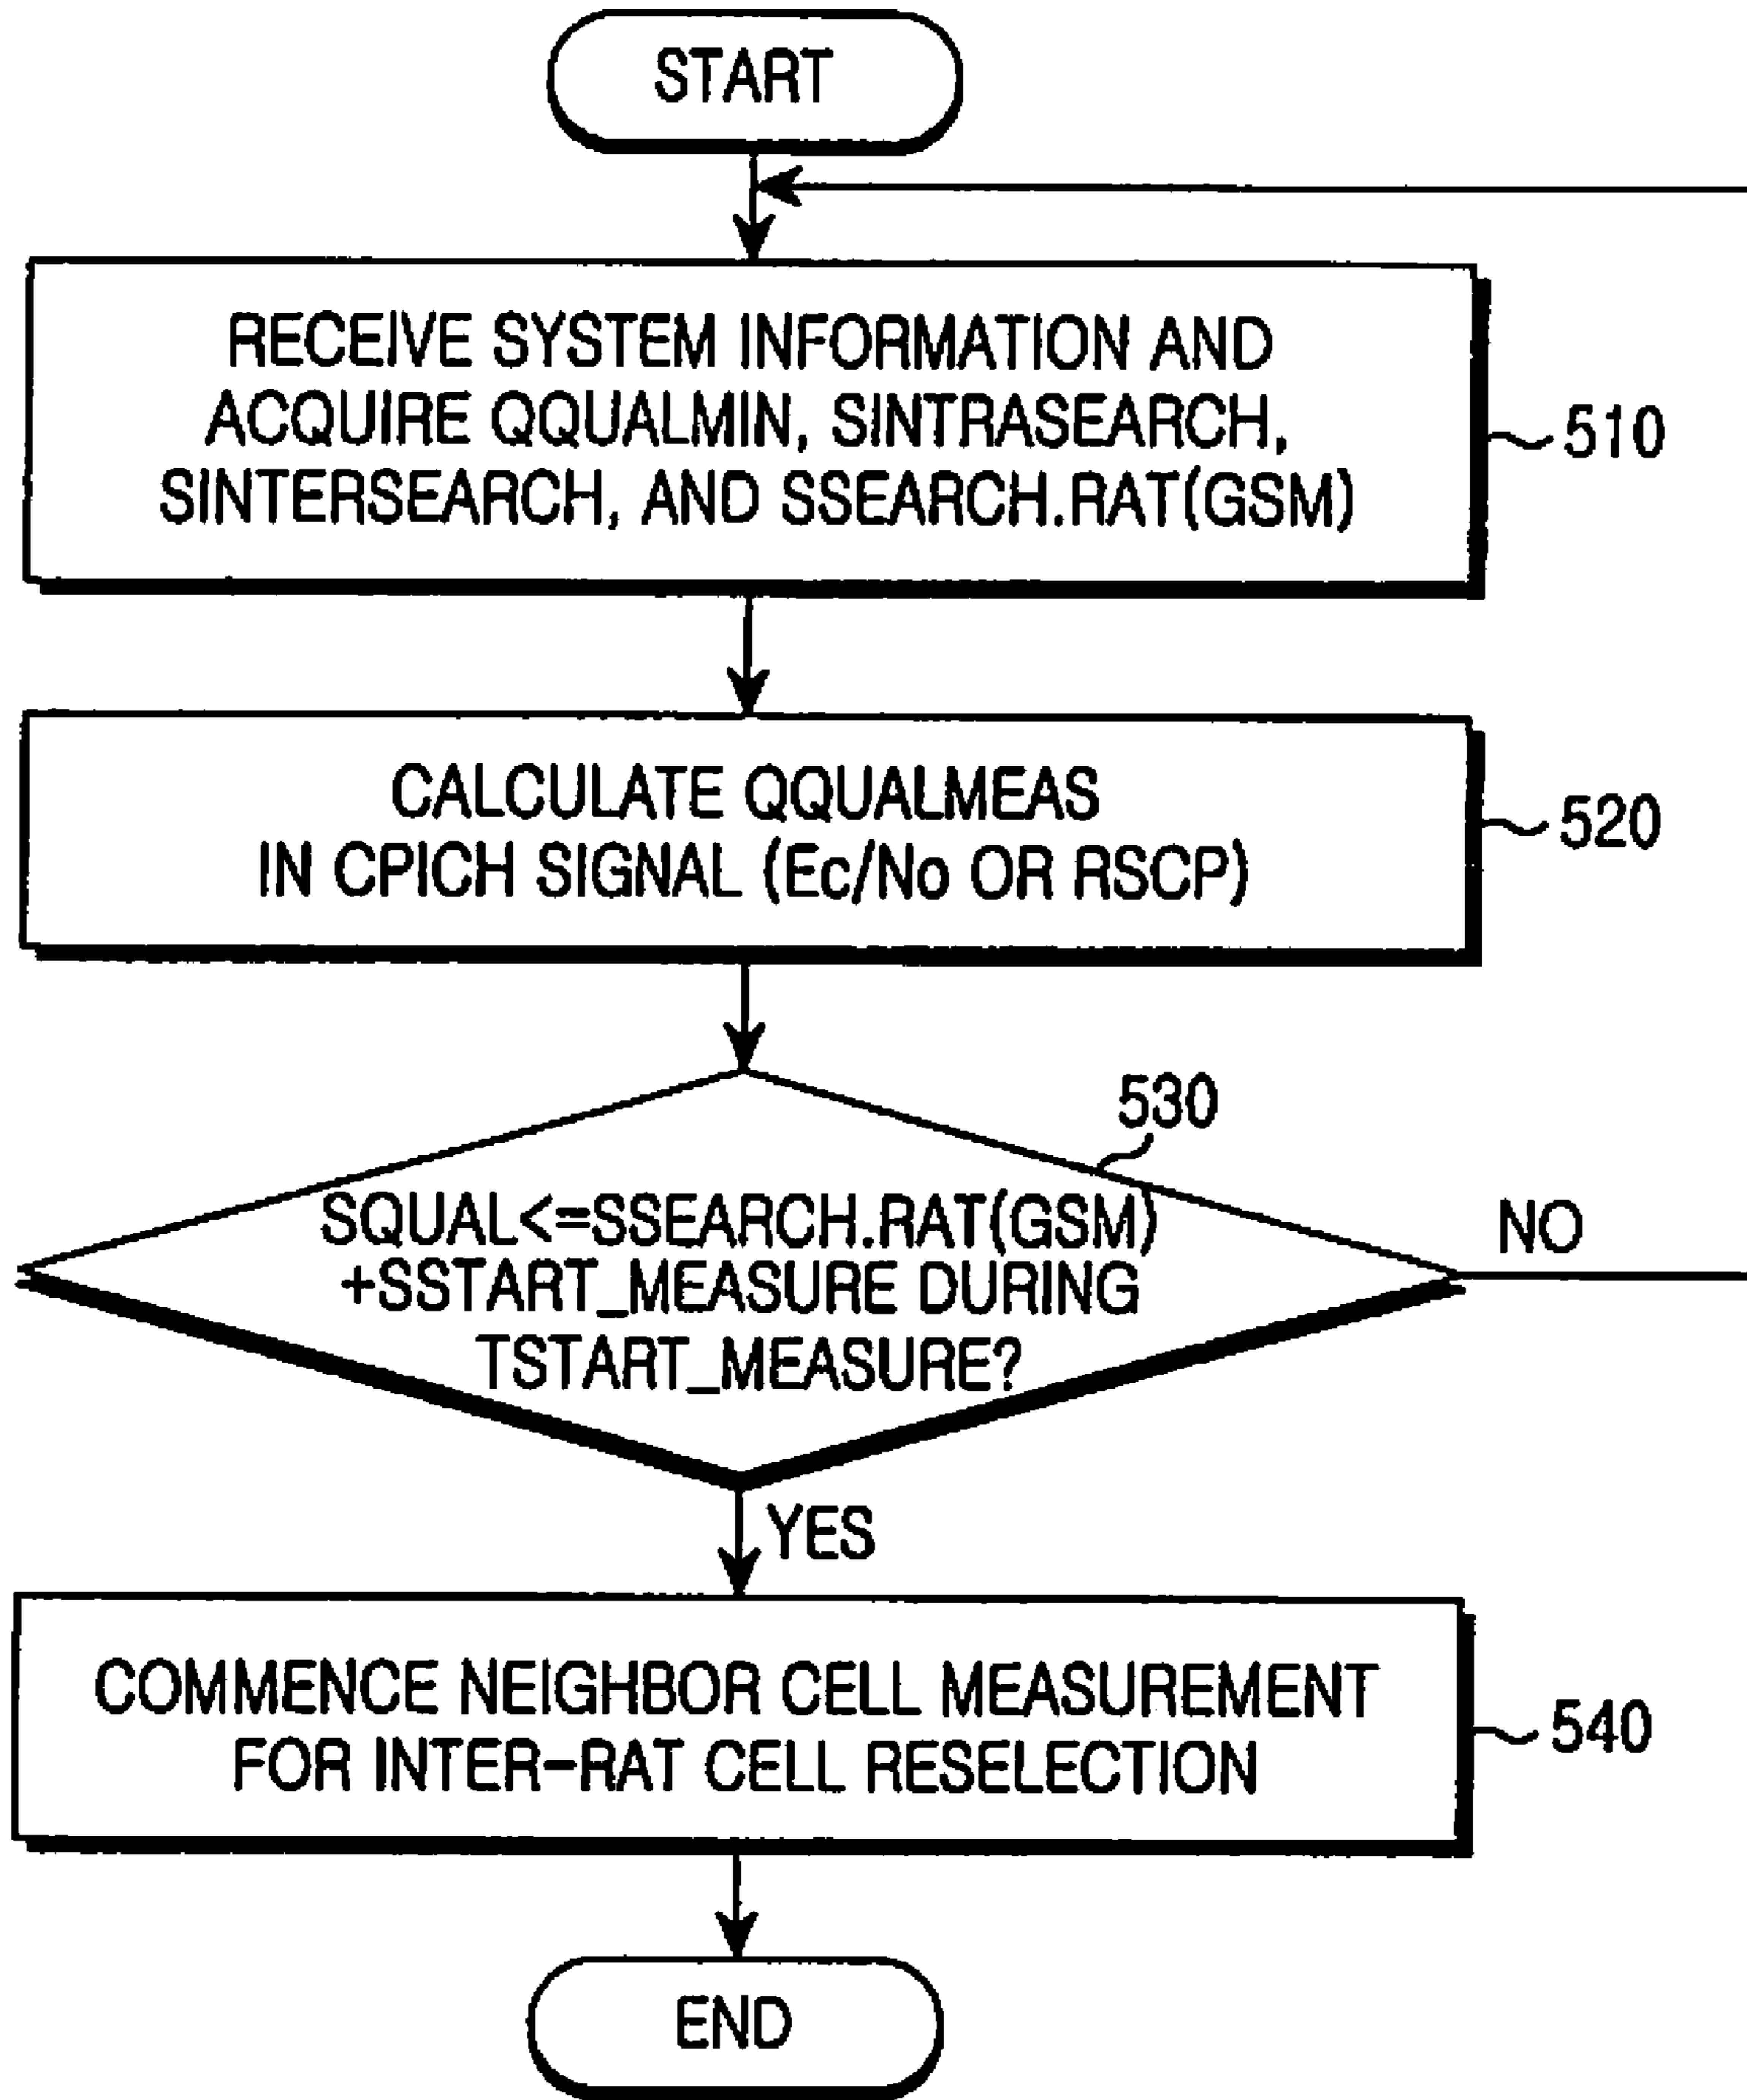 START
RECEIVE SYSTEM INFORMATION AND
ACQUIRE QQUALMIN, SINTRASEARCH,
SINTERSEARCH, AND SSEARCH.RAT(GSM)
510
CALCULATE QQUALMEAS
IN CPICH SIGNAL (Ec/No OR RSCP)
520
530
SQUAL<=SSEARCH.RAT(GSM)
+SSTART_MEASURE DURING
TSTART_MEASURE?
NO
YES
COMMENCE NEIGHBOR CELL MEASUREMENT
FOR INTER-RAT CELL RESELECTION
540
END